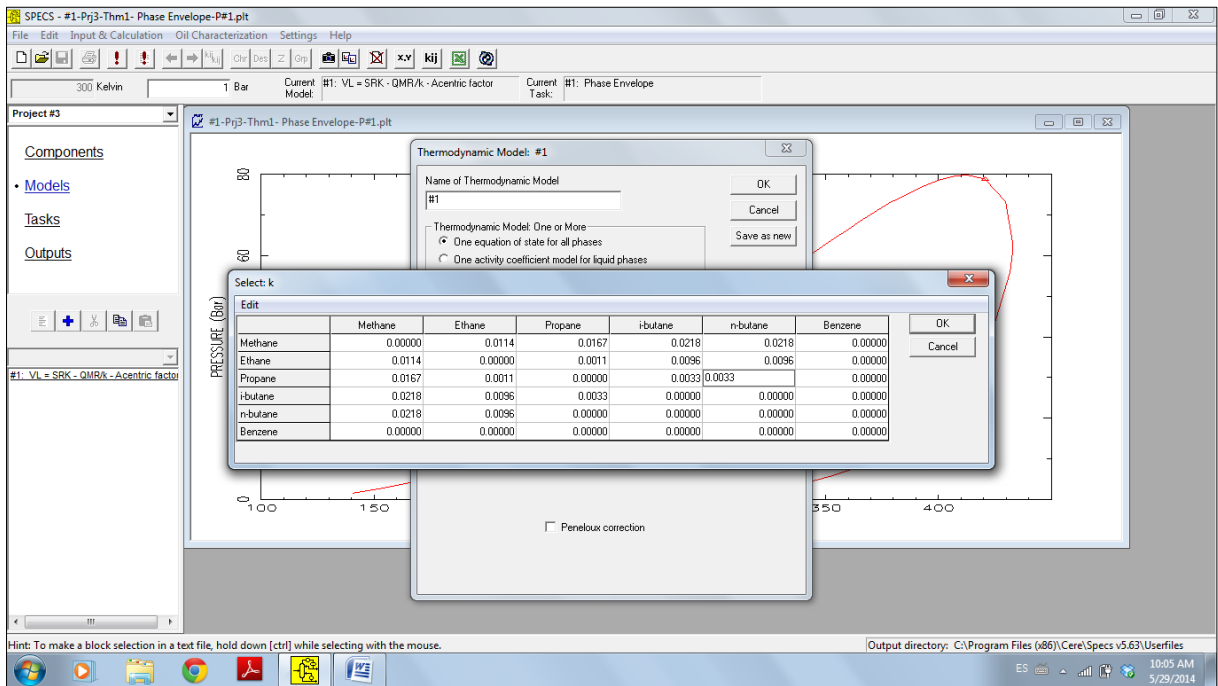 SPECS - #1-Prj3-Thm1- Phase Envelope-P#1.plt
File Edit Input & Calculation Oil Characterization Settings Help
Chr Des Z Grp x,y kij
300 Kelvin 1 Bar Current Model: #1: VL = SRK - QMR/k - Acentric factor Current Task: #1: Phase Envelope
Project #3
Components
• Models
Tasks
Outputs
#1: VL = SRK - QMR/k - Acentric factor
#1-Prj3-Thm1- Phase Envelope-P#1.plt
80
60
PRESSURE (Bar)
0
100 150 350 400
Thermodynamic Model: #1
Name of Thermodynamic Model
#1
OK
Cancel
Save as new
Thermodynamic Model: One or More
One equation of state for all phases
One activity coefficient model for liquid phases
Select: k
Edit
Methane Ethane Propane i-butane n-butane Benzene
Methane 0.00000 0.0114 0.0167 0.0218 0.0218 0.00000
Ethane 0.0114 0.00000 0.0011 0.0096 0.0096 0.00000
Propane 0.0167 0.0011 0.00000 0.0033 0.0033 0.00000
i-butane 0.0218 0.0096 0.0033 0.00000 0.00000 0.00000
n-butane 0.0218 0.0096 0.00000 0.00000 0.00000 0.00000
Benzene 0.00000 0.00000 0.00000 0.00000 0.00000 0.00000
OK
Cancel
Peneloux correction
Hint: To make a block selection in a text file, hold down [ctrl] while selecting with the mouse.
Output directory: C:\Program Files (x86)\Cere\Specs v5.63\Userfiles
ES
10:05 AM
5/29/2014